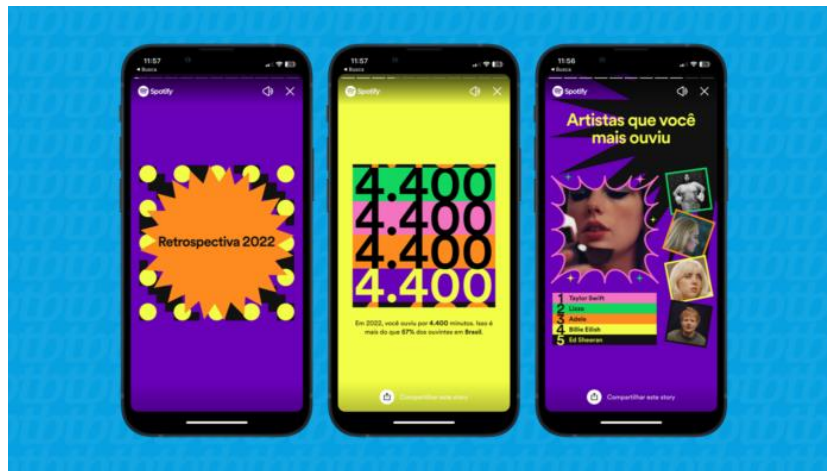 11:57
Busca
Spotify
Retrospectiva 2022
11:57
Busca
Spotify
4.400
4.400
4.400
4.400
Em 2022, você ouviu por 4.400 minutos. Isso é
mais do que 67% dos ouvintes em Brasil.
Compartilhar este story
11:56
Busca
Spotify
Artistas que você
mais ouviu
1 Taylor Swift
2 Lizzo
3 Adele
4 Billie Eilish
5 Ed Sheeran
Compartilhar este story